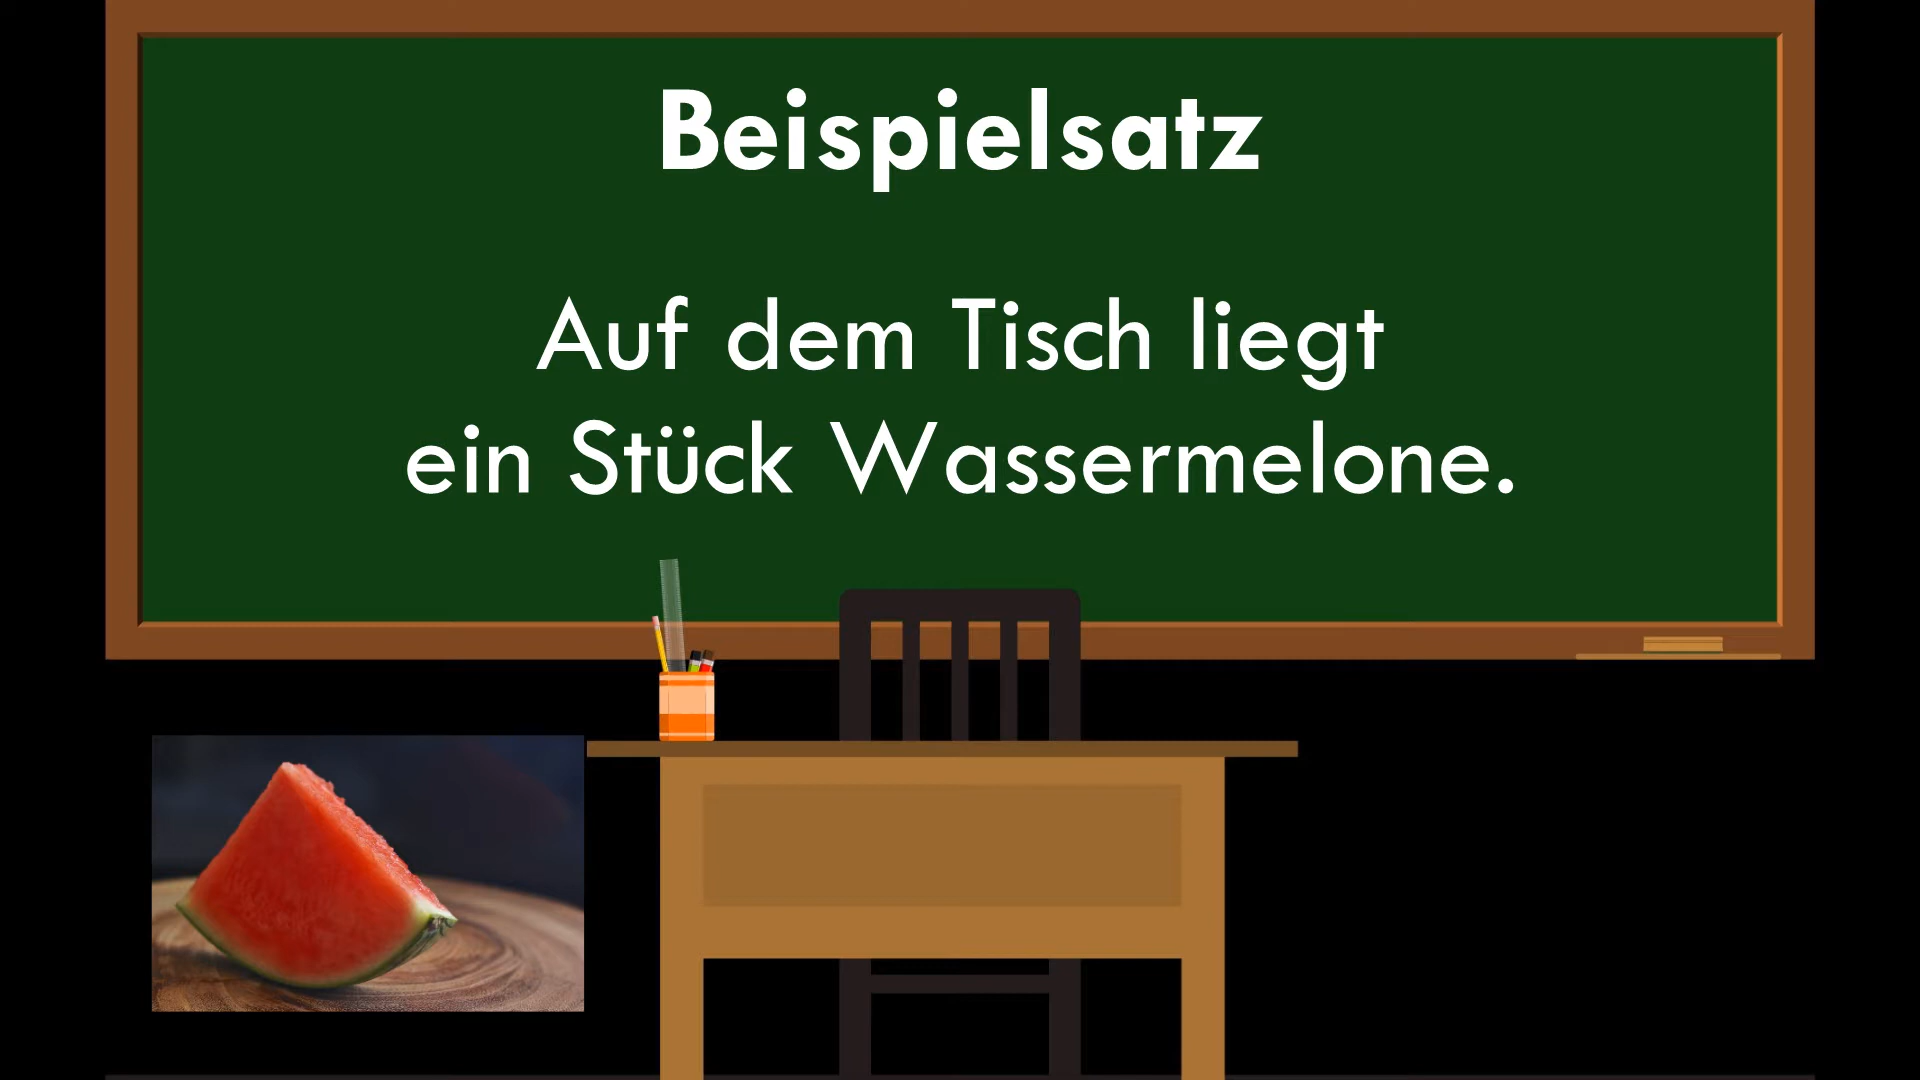 Beispielsatz
Auf dem Tisch liegt
ein Stück Wassermelone.